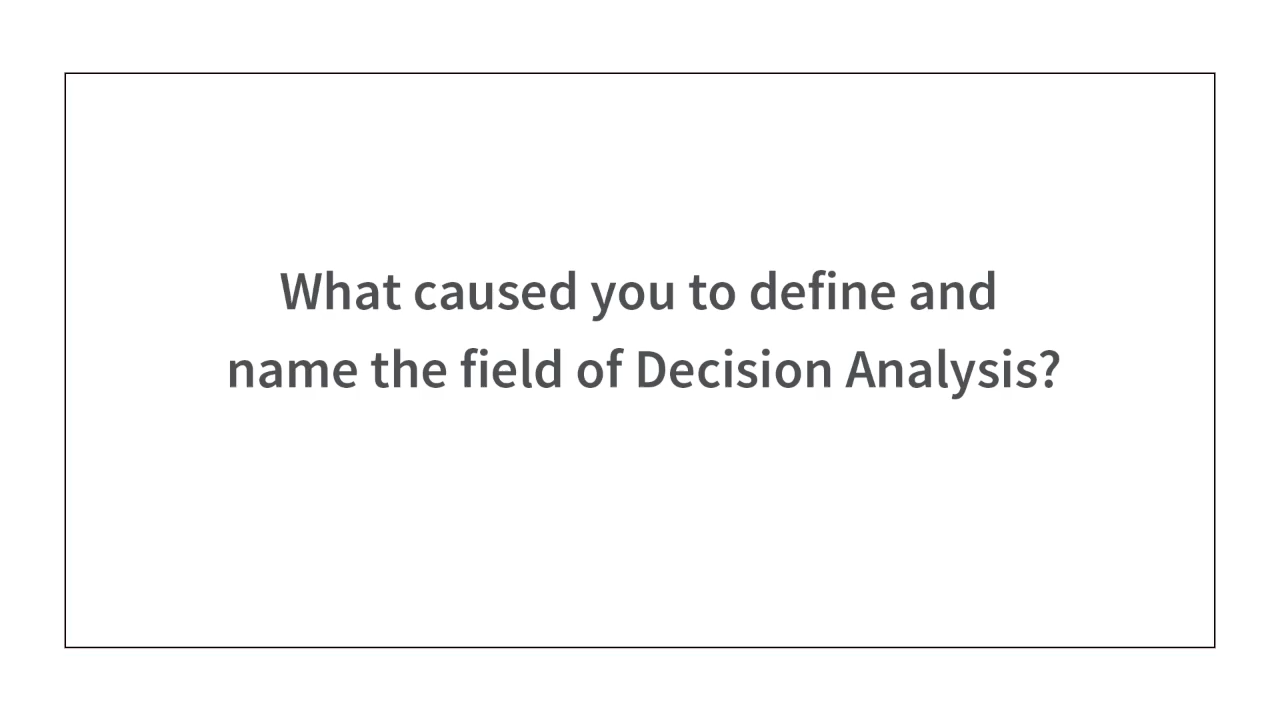 What caused you to define and
name the field of Decision Analysis?